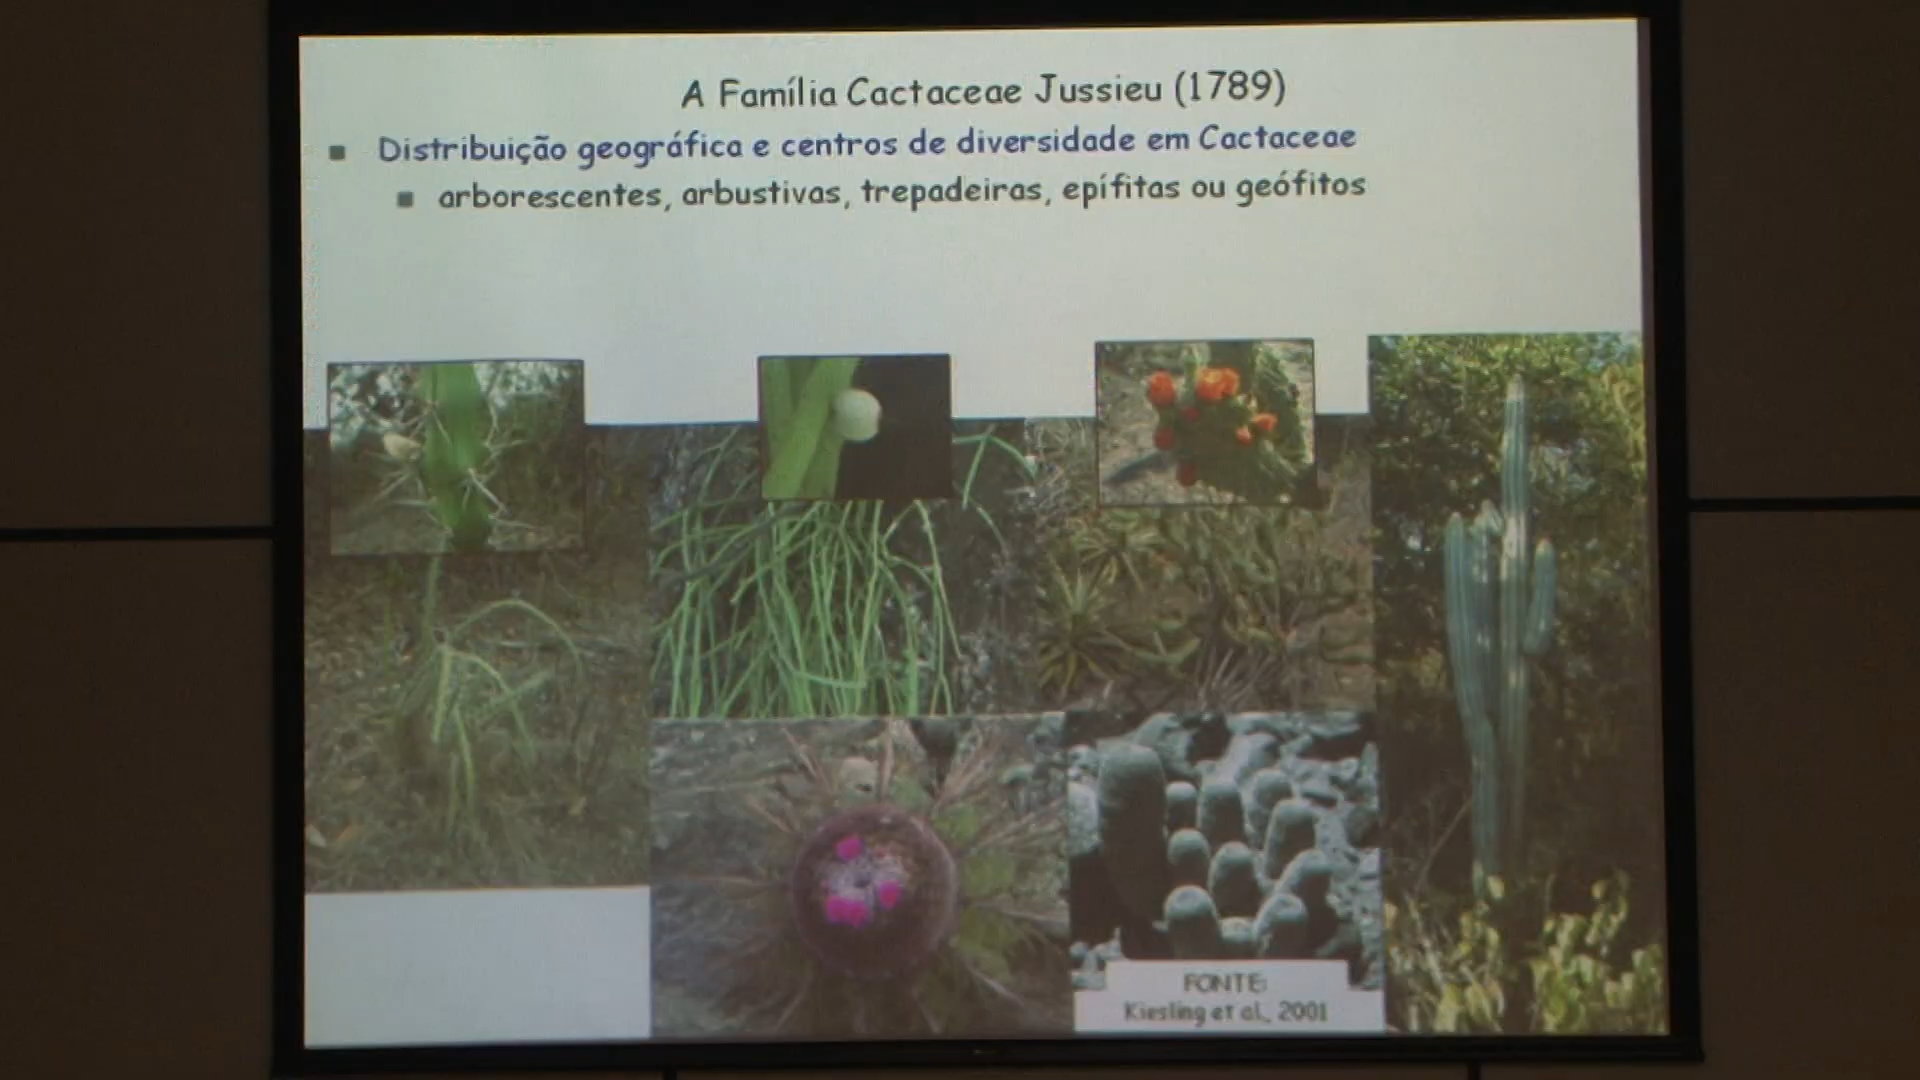 A Família Cactaceae Jussieu (1789)
Distribuição geográfica e centros de diversidade em Cactaceae
arborescentes, arbustivas, trepadeiras, epífitas ou geófitos
FONTE:
Kiesling et al., 2001